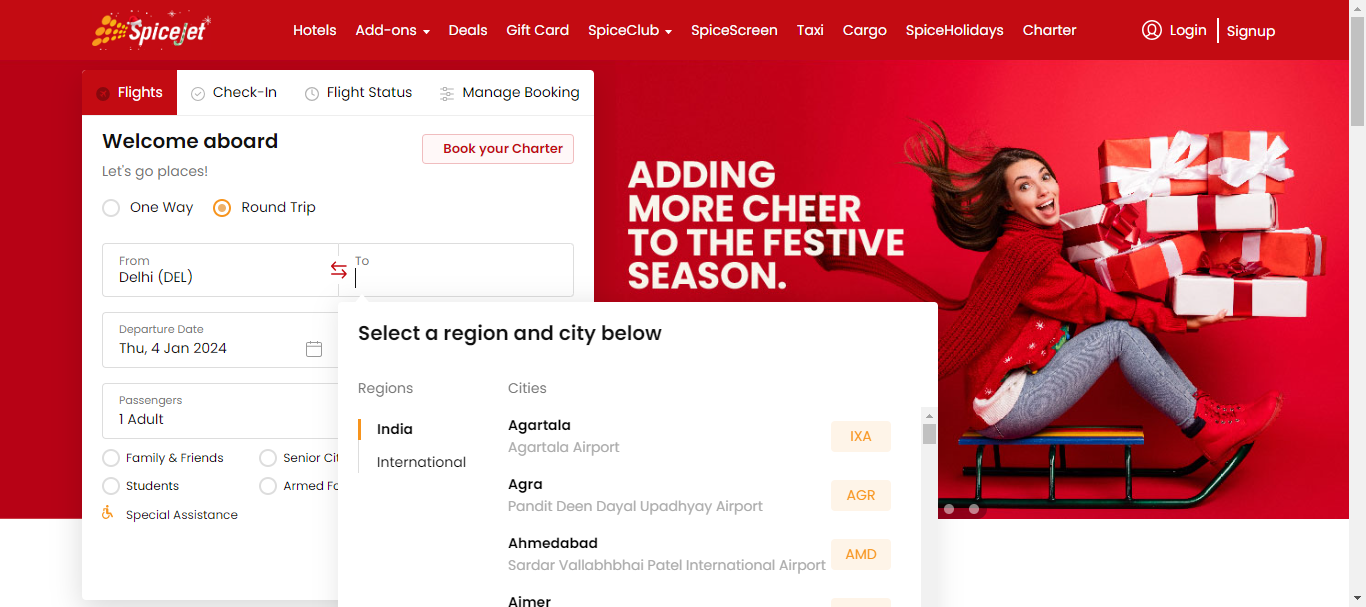 SpiceJet
Hotels Add-ons Deals Gift Card SpiceClub SpiceScreen Taxi Cargo SpiceHolidays Charter Login Signup
Flights Check-In Flight Status Manage Booking
Welcome aboard
Book your Charter
Let's go places!
One Way Round Trip
From
Delhi (DEL)
To
Departure Date
Thu, 4 Jan 2024
Passengers
1 Adult
Family & Friends Senior Cit
Students Armed Fo
Special Assistance
Select a region and city below
Regions
India
International
Cities
Agartala
Agartala Airport
IXA
Agra
Pandit Deen Dayal Upadhyay Airport
AGR
Ahmedabad
Sardar Vallabhbhai Patel International Airport
AMD
Ajmer
ADDING
MORE CHEER
TO THE FESTIVE
SEASON.